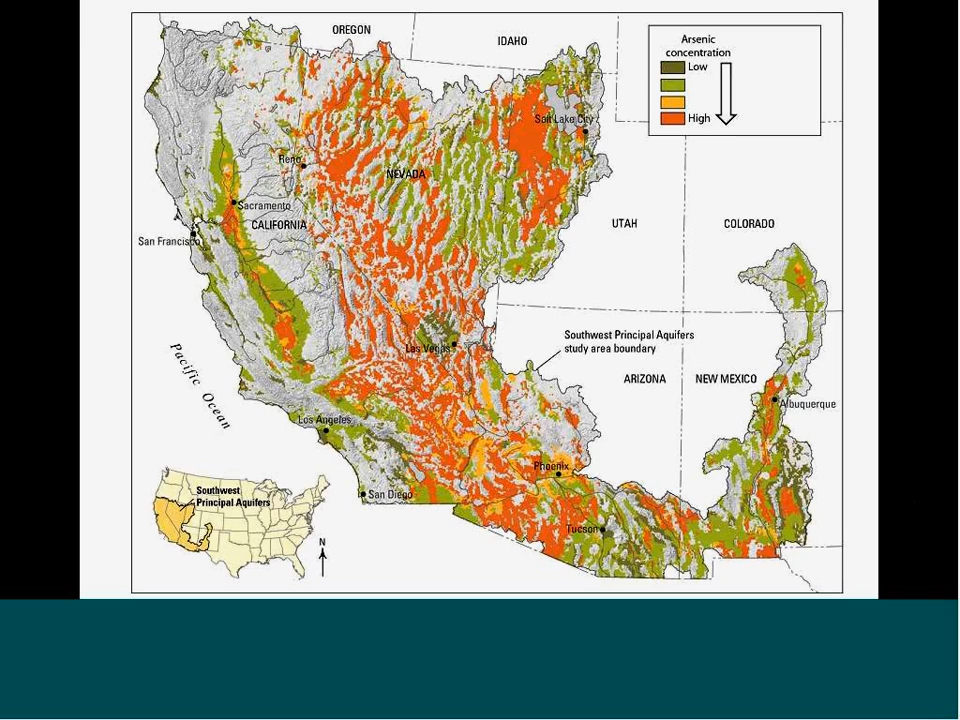 OREGON
IDAHO
Arsenic
concentration
Low
High
Salt Lake City
Reno
NEVADA
Sacramento
CALIFORNIA
UTAH
COLORADO
San Francisco
Southwest Principal Aquifers
study area boundary
Las Vegas
Pacific Ocean
ARIZONA
NEW MEXICO
Albuquerque
Los Angeles
Phoenix
Southwest
Principal Aquifers
San Diego
Tucson
N